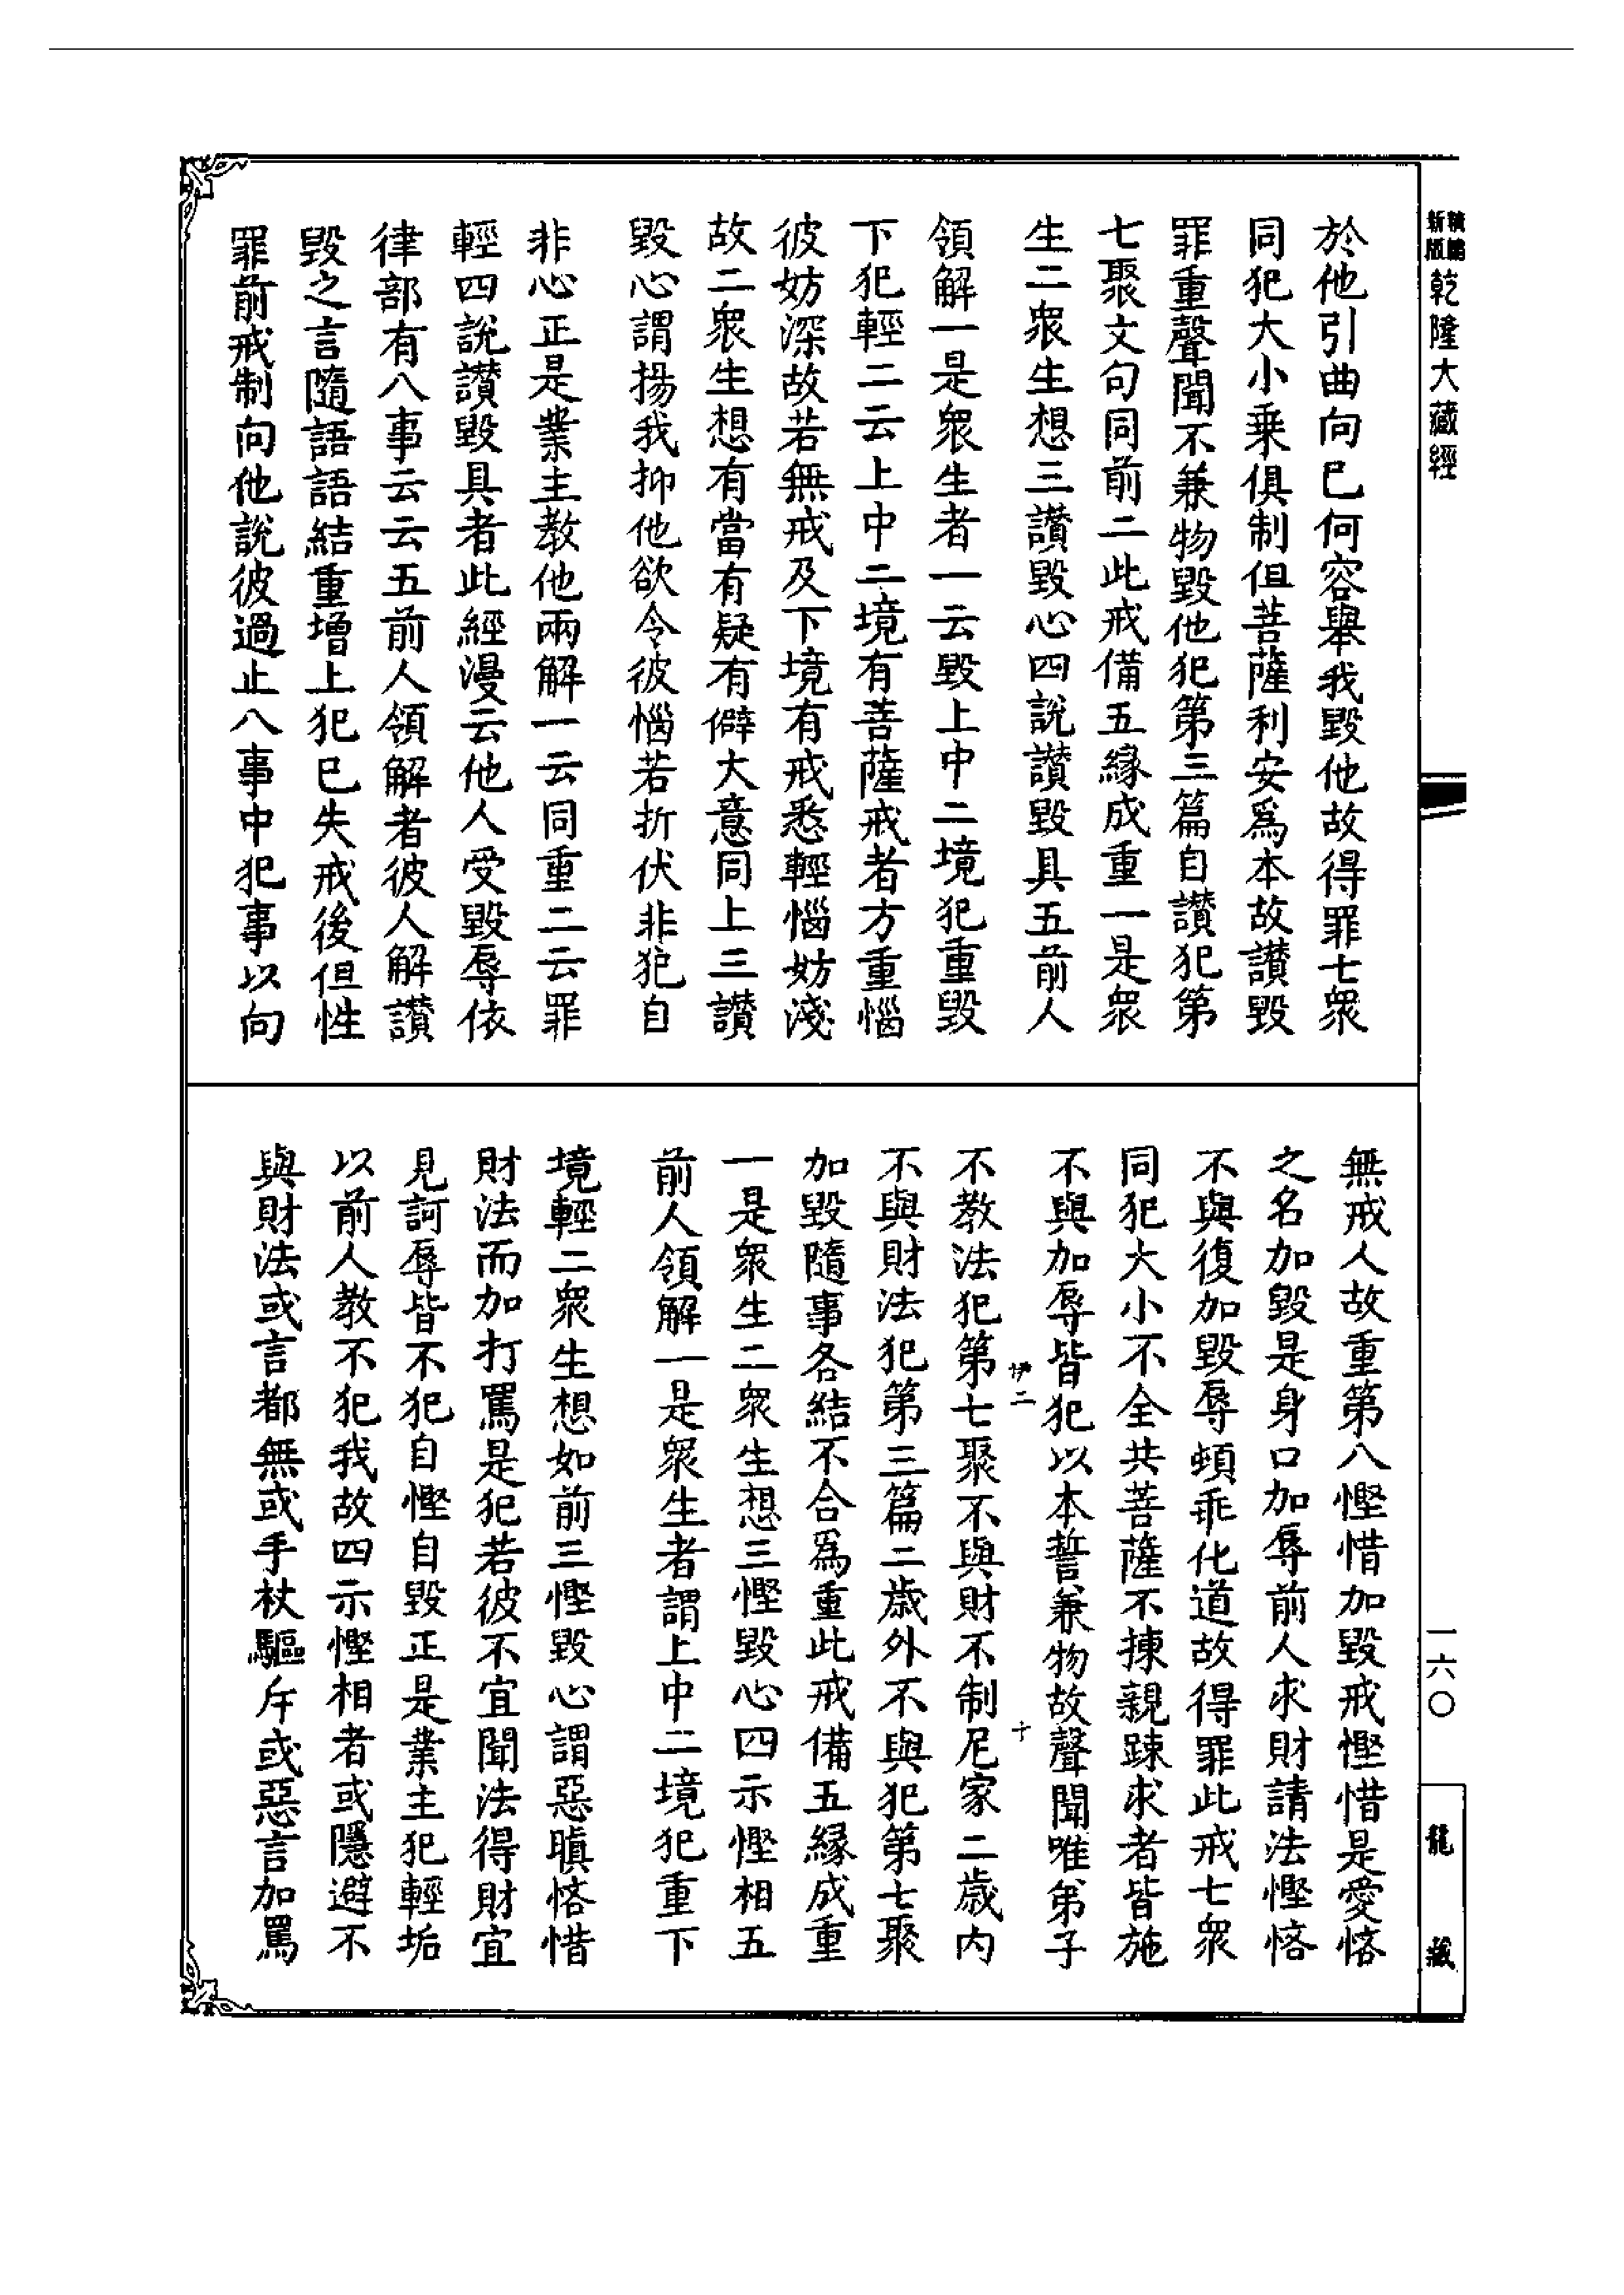 新版
精編
乾隆大藏經
一六〇
龍藏
於他引曲向已何容舉我毀他故得罪七衆
同犯大小乗俱制但菩薩利安爲本故讃毀
罪重聲聞不兼物毀他犯第三篇自讃犯第
七聚文句同前二此戒備五縁成重一是衆
生二衆生想三讃毀心四說讃毀具五前人
領解一是衆生者一云毀上中二境犯重毀
下犯輕二云上中二境有菩薩戒者方重惱
彼妨深故若無戒及下境有戒悉輕惱妨淺
故二衆生想有當有疑有僻大意同上三讃
毀心謂揚我抑他欲令彼惱若折伏非犯自
非心正是業主教他兩解一云同重二云罪
輕四說讃毀具者此經漫云他人受毀辱依
律部有八事云云五前人領解者彼人解讃
毀之言隨語語結重增上犯已失戒後但性
罪前戒制向他說彼過止八事中犯事以向
無戒人故重第八慳惜加毀戒慳惜是愛悋
之名加毀是身口加辱前人求財請法慳悋
不與復加毀辱頓乖化道故得罪此戒七衆
同犯大小不全共菩薩不揀親踈求者皆施
不與加辱皆犯以本誓兼物故聲聞唯弟子
伊二
十
不教法犯第七聚不與財不制尼家二歳内
不與財法犯第三篇二歳外不與犯第七聚
加毀隨事各結不合爲重此戒備五縁成重
一是衆生二衆生想三慳毀心四示慳相五
前人領解一是衆生者謂上中二境犯重下
境輕二衆生想如前三慳毀心謂惡瞋悋惜
財法而加打罵是犯若彼不宜聞法得財宜
見訶辱皆不犯自慳自毀正是業主犯輕垢
以前人教不犯我故四示慳相者或隱避不
與財法或言都無或手杖驅斥或惡言加罵